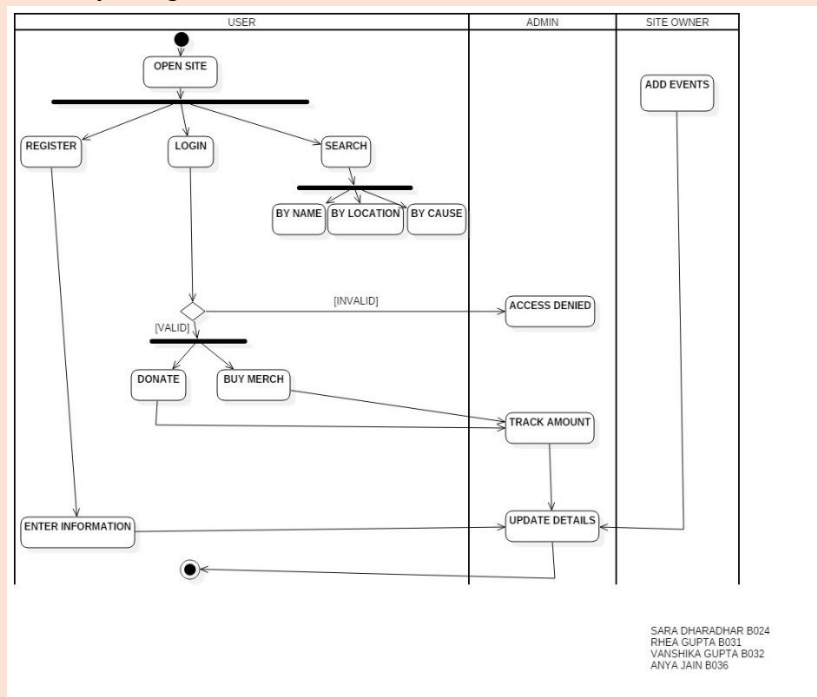 USER
ADMIN
SITE OWNER
OPEN SITE
ADD EVENTS
REGISTER
LOGIN
SEARCH
BY NAME
BY LOCATION
BY CAUSE
[INVALID]
ACCESS DENIED
[VALID]
DONATE
BUY MERCH
TRACK AMOUNT
ENTER INFORMATION
UPDATE DETAILS
SARA DHARADHAR B024
RHEA GUPTA B031
VANSHIKA GUPTA B032
ANYA JAIN B036